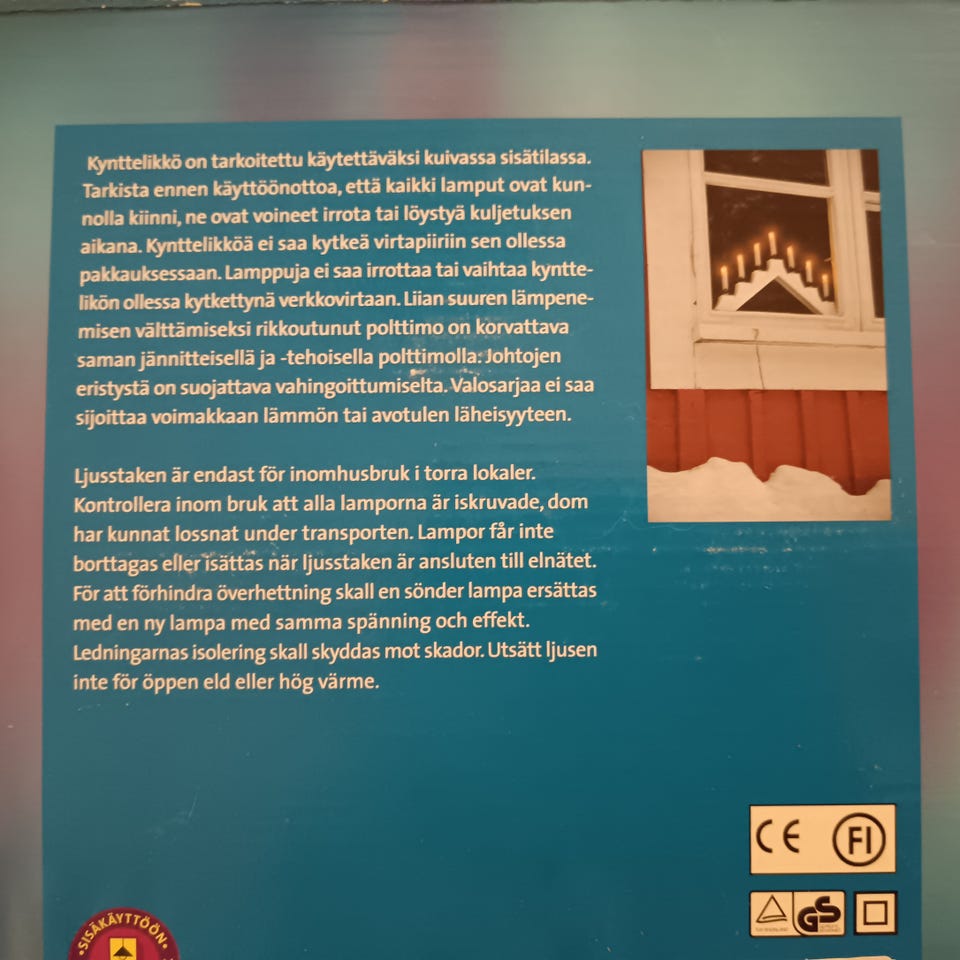 Kynttelikkö on tarkoitettu käytettäväksi kuivassa sisätilassa.
Tarkista ennen käyttöönottoa, että kaikki lamput ovat kun-
nolla kiinni, ne ovat voineet irrota tai löystyä kuljetuksen
aikana. Kynttelikköä ei saa kytkeä virtapiiriin sen ollessa
pakkauksessaan. Lamppuja ei saa irrottaa tai vaihtaa kyntte-
likön ollessa kytkettynä verkkovirtaan. Liian suuren lämpene-
misen välttämiseksi rikkoutunut polttimo on korvattava
saman jännitteisellä ja -tehoisella polttimolla. Johtojen
eristystä on suojattava vahingoittumiselta. Valosarjaa ei saa
sijoittaa voimakkaan lämmön tai avotulen läheisyyteen.
Ljusstaken är endast för inomhusbruk i torra lokaler.
Kontrollera inom bruk att alla lamporna är iskruvade, dom
har kunnat lossnat under transporten. Lampor får inte
borttagas eller isättas när ljusstaken är ansluten till elnätet.
För att förhindra överhettning skall en sönder lampa ersättas
med en ny lampa med samma spänning och effekt.
Ledningarnas isolering skall skyddas mot skador. Utsätt ljusen
inte för öppen eld eller hög värme.
CE FI
GS
•SISÄKÄYTTÖÖN•